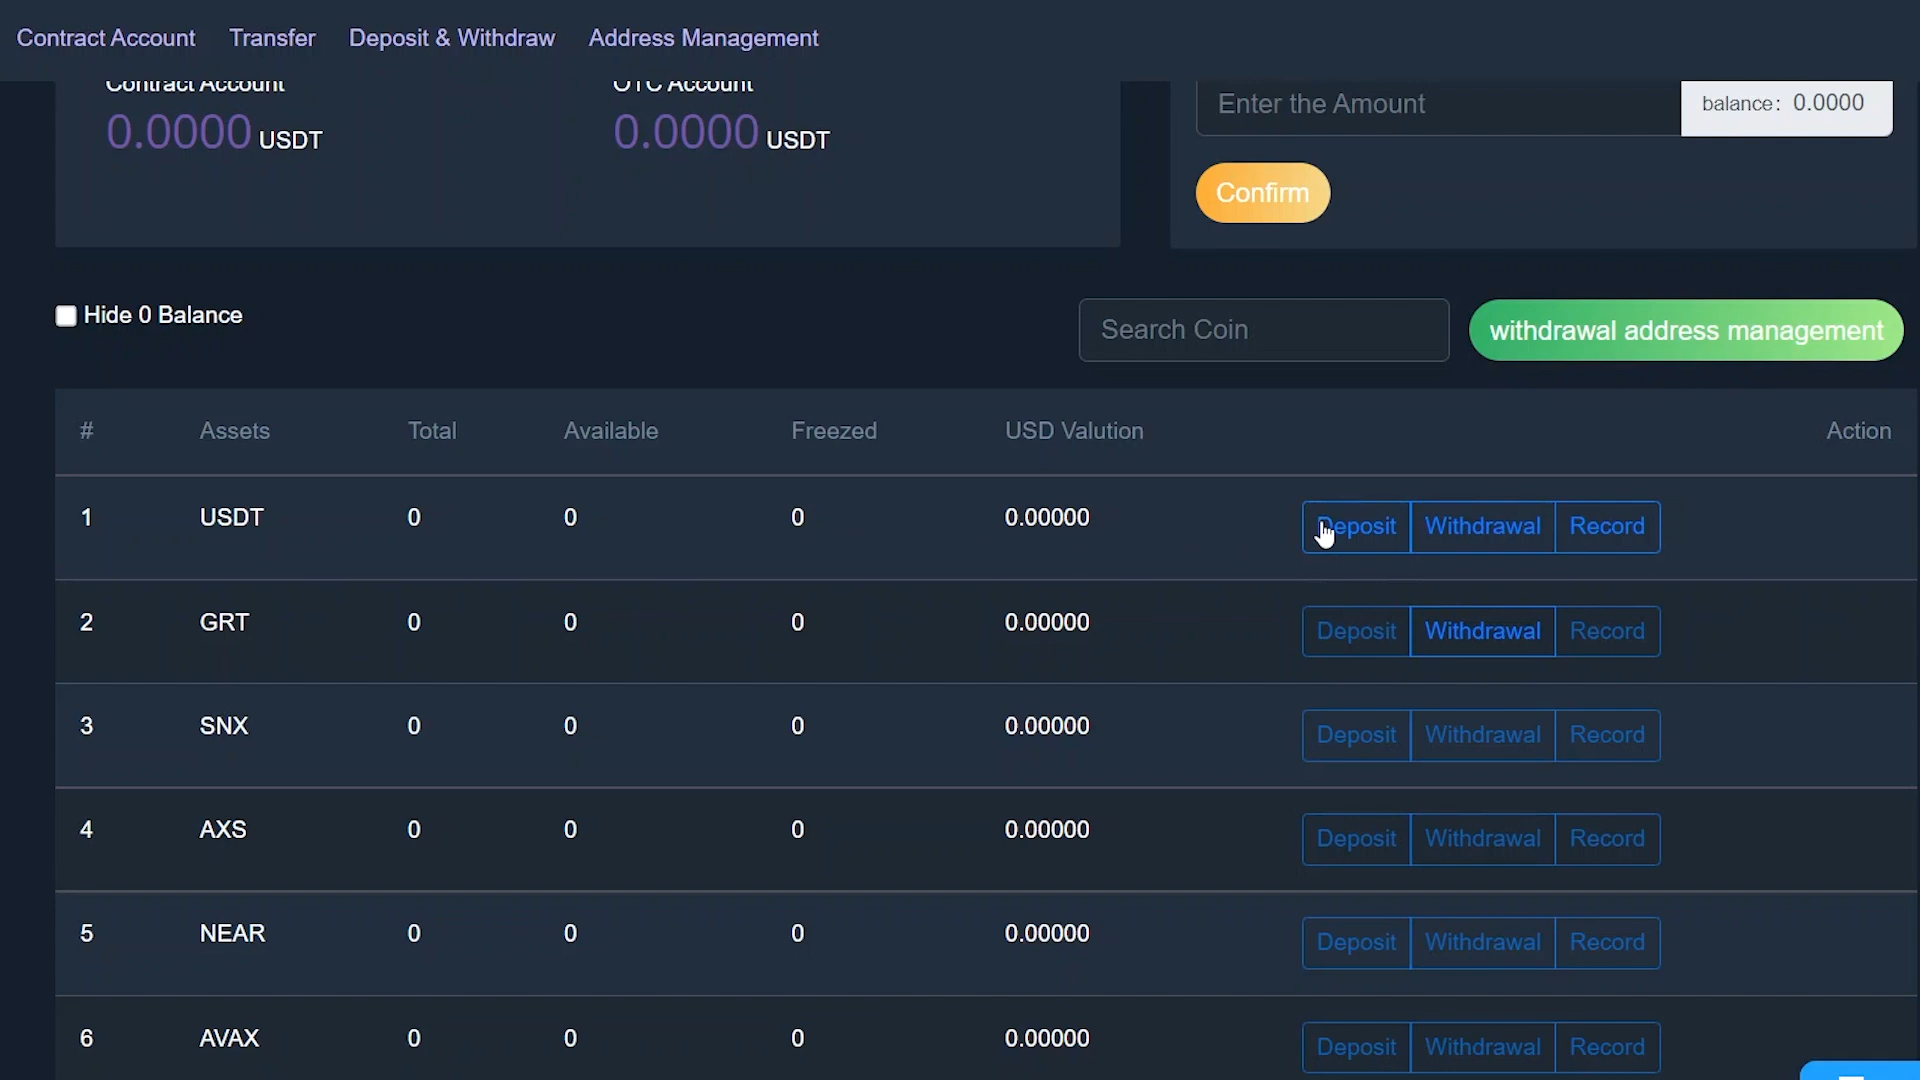 Contract Account Transfer Deposit & Withdraw Address Management
Contract Account OTC Account
0.0000 USDT 0.0000 USDT
Enter the Amount balance: 0.0000
Confirm
Hide 0 Balance
Search Coin withdrawal address management
# Assets Total Available Freezed USD Valution Action
1 USDT 0 0 0 0.00000 Deposit Withdrawal Record
2 GRT 0 0 0 0.00000 Deposit Withdrawal Record
3 SNX 0 0 0 0.00000 Deposit Withdrawal Record
4 AXS 0 0 0 0.00000 Deposit Withdrawal Record
5 NEAR 0 0 0 0.00000 Deposit Withdrawal Record
6 AVAX 0 0 0 0.00000 Deposit Withdrawal Record